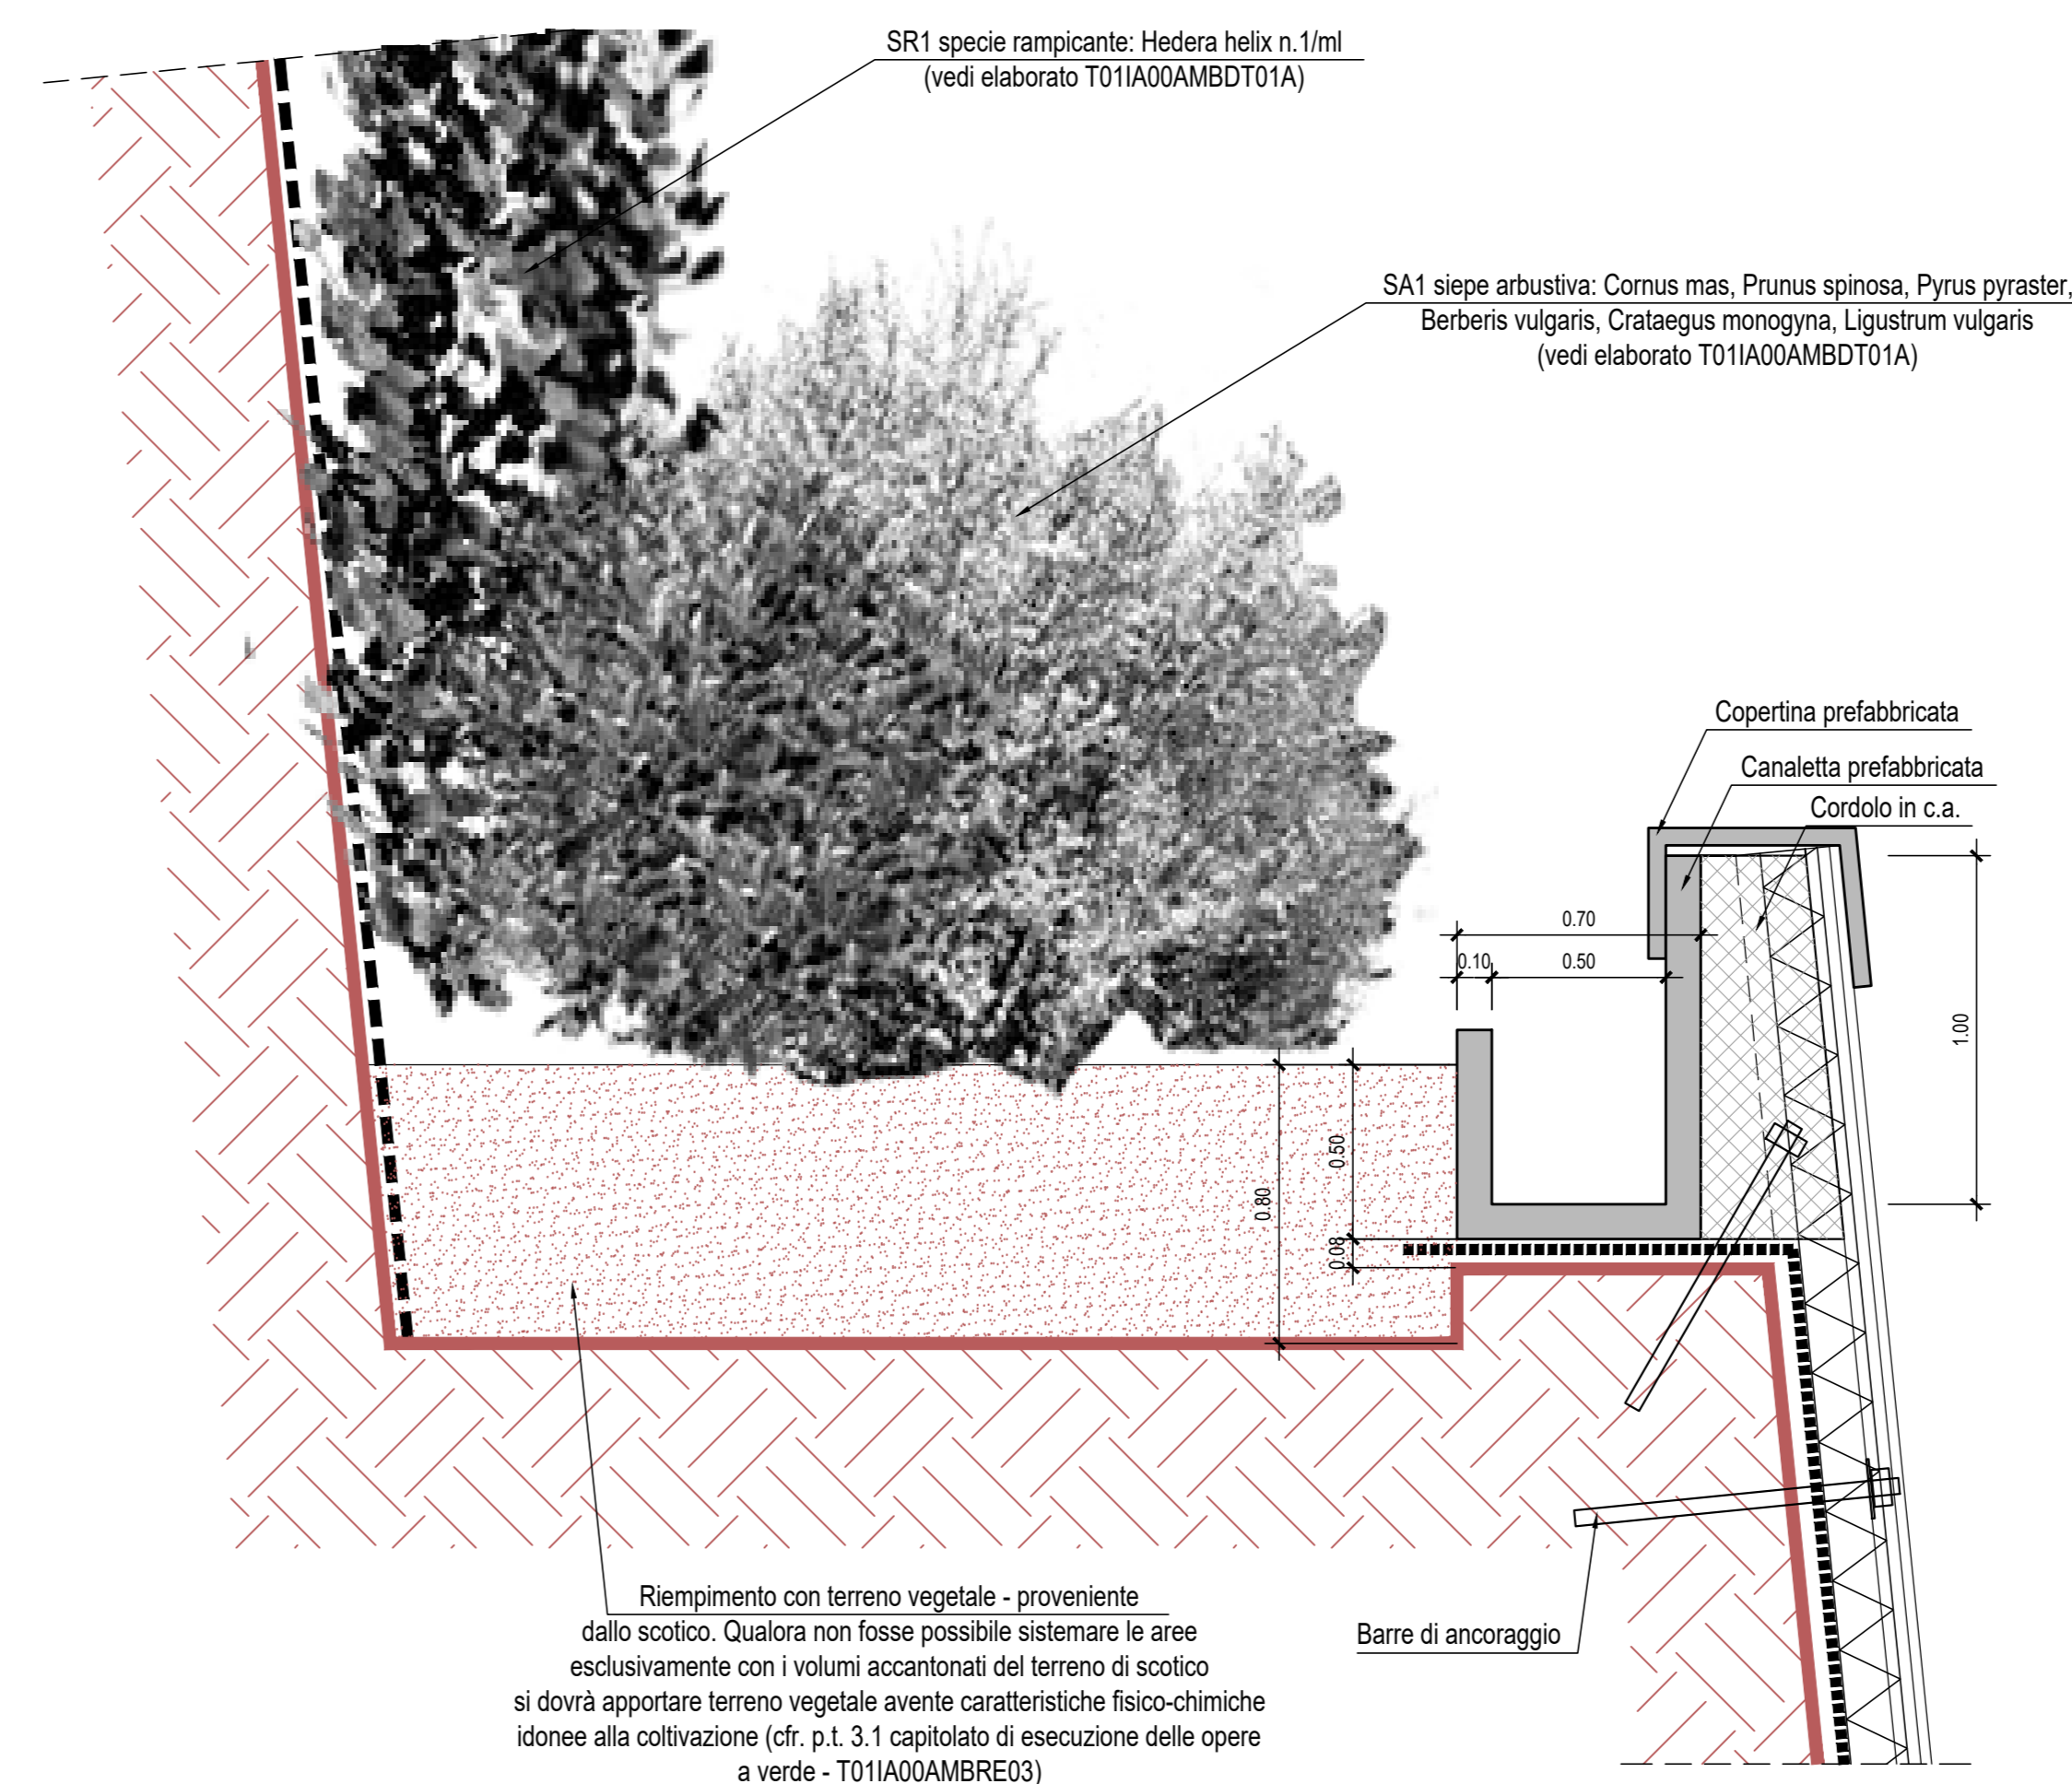 SR1 specie rampicante: Hedera helix n.1/ml
(vedi elaborato T01IA00AMBDT01A)
SA1 siepe arbustiva: Cornus mas, Prunus spinosa, Pyrus pyraster,
Berberis vulgaris, Crataegus monogyna, Ligustrum vulgaris
(vedi elaborato T01IA00AMBDT01A)
Copertina prefabbricata
Canaletta prefabbricata
Cordolo in c.a.
0.70
0.10
0.50
1.00
0.50
0.80
0.08
Riempimento con terreno vegetale - proveniente
dallo scotico. Qualora non fosse possibile sistemare le aree
esclusivamente con i volumi accantonati del terreno di scotico
si dovrà apportare terreno vegetale avente caratteristiche fisico-chimiche
idonee alla coltivazione (cfr. p.t. 3.1 capitolato di esecuzione delle opere
a verde - T01IA00AMBRE03)
Barre di ancoraggio